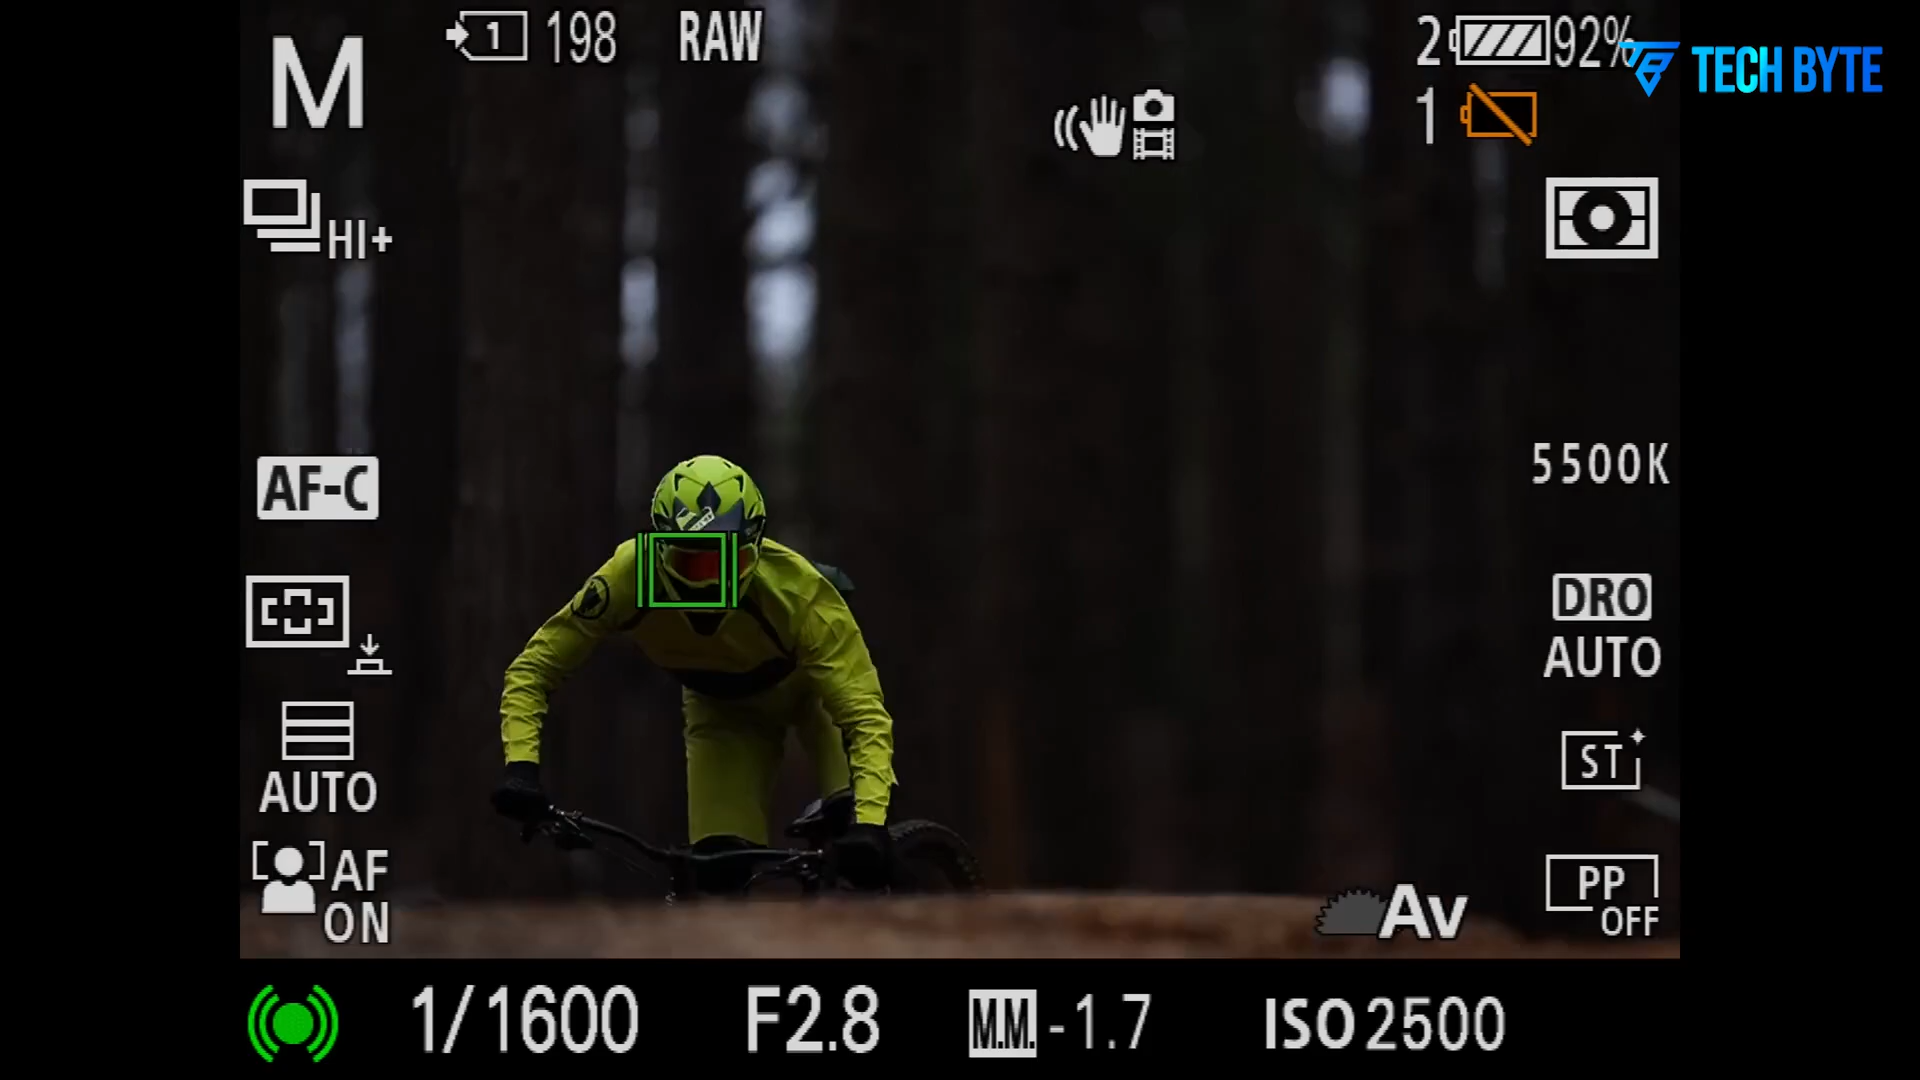 M
1 198 RAW
2 92%
TECH BYTE
1
HI+
AF-C
5500K
DRO
AUTO
ST
AUTO
AF
ON
Av
PP
OFF
1/1600 F2.8 M.M. -1.7 ISO 2500